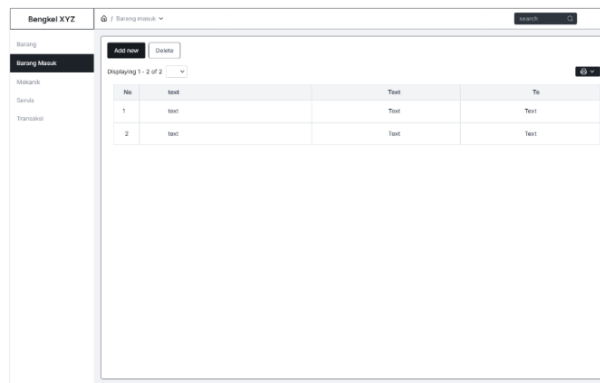 Bengkel XYZ
/ Barang masuk
search
Barang
Barang Masuk
Mekanik
Servis
Transaksi
Add new
Delete
Displaying 1 - 2 of 2
No text Text Te
1 text Text Text
2 text Text Text